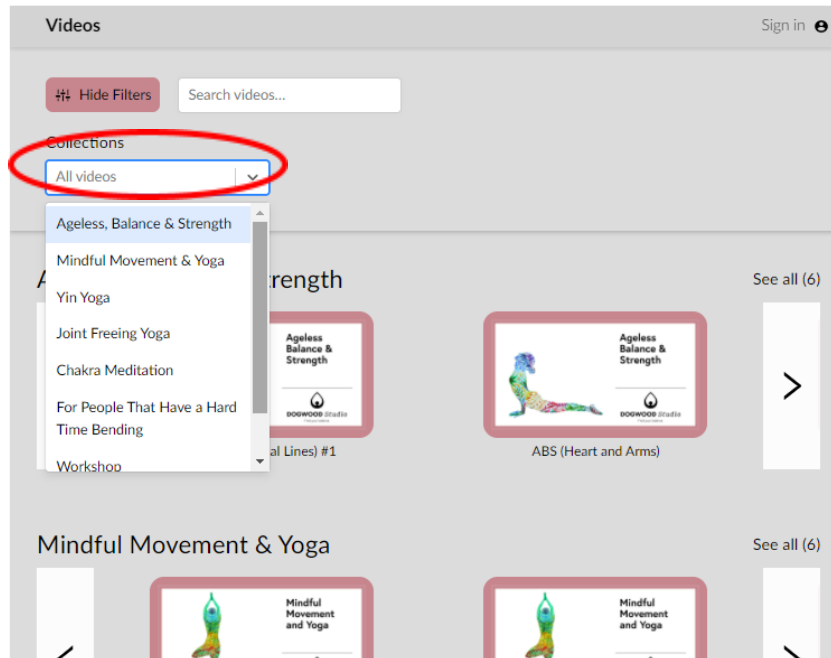 Videos
Sign in
Hide Filters
Search videos...
Collections
All videos
Ageless, Balance & Strength
Mindful Movement & Yoga
Yin Yoga
Joint Freeing Yoga
Chakra Meditation
For People That Have a Hard
Time Bending
Workshop
A
trength
See all (6)
Ageless
Balance &
Strength
DOGWOOD Studio
al Lines) #1
Ageless
Balance &
Strength
DOGWOOD Studio
ABS (Heart and Arms)
Mindful Movement & Yoga
See all (6)
Mindful
Movement
and Yoga
Mindful
Movement
and Yoga